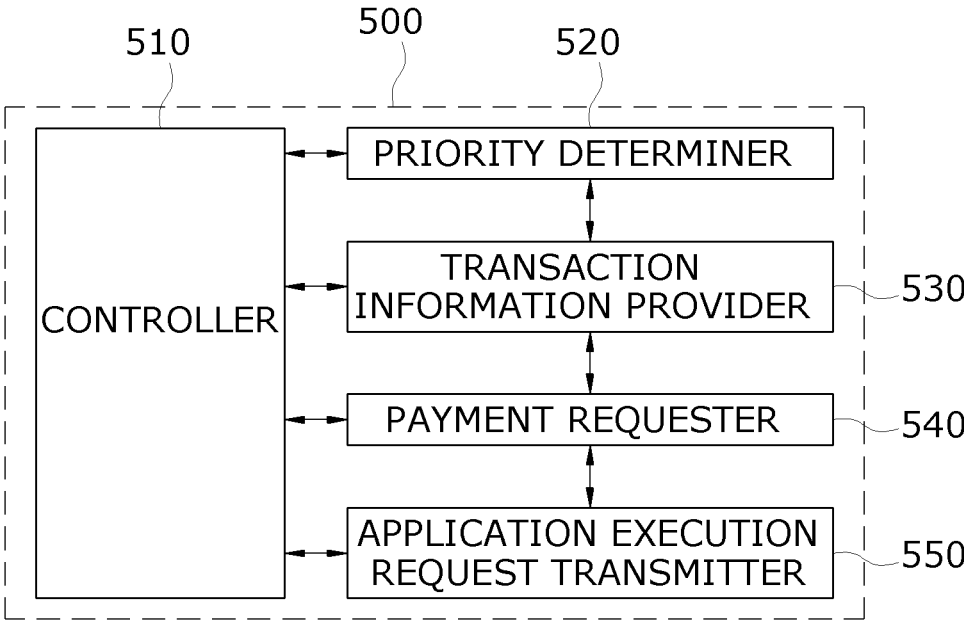 510
500
520
PRIORITY DETERMINER
TRANSACTION
INFORMATION PROVIDER
530
CONTROLLER
PAYMENT REQUESTER
540
APPLICATION EXECUTION
REQUEST TRANSMITTER
550